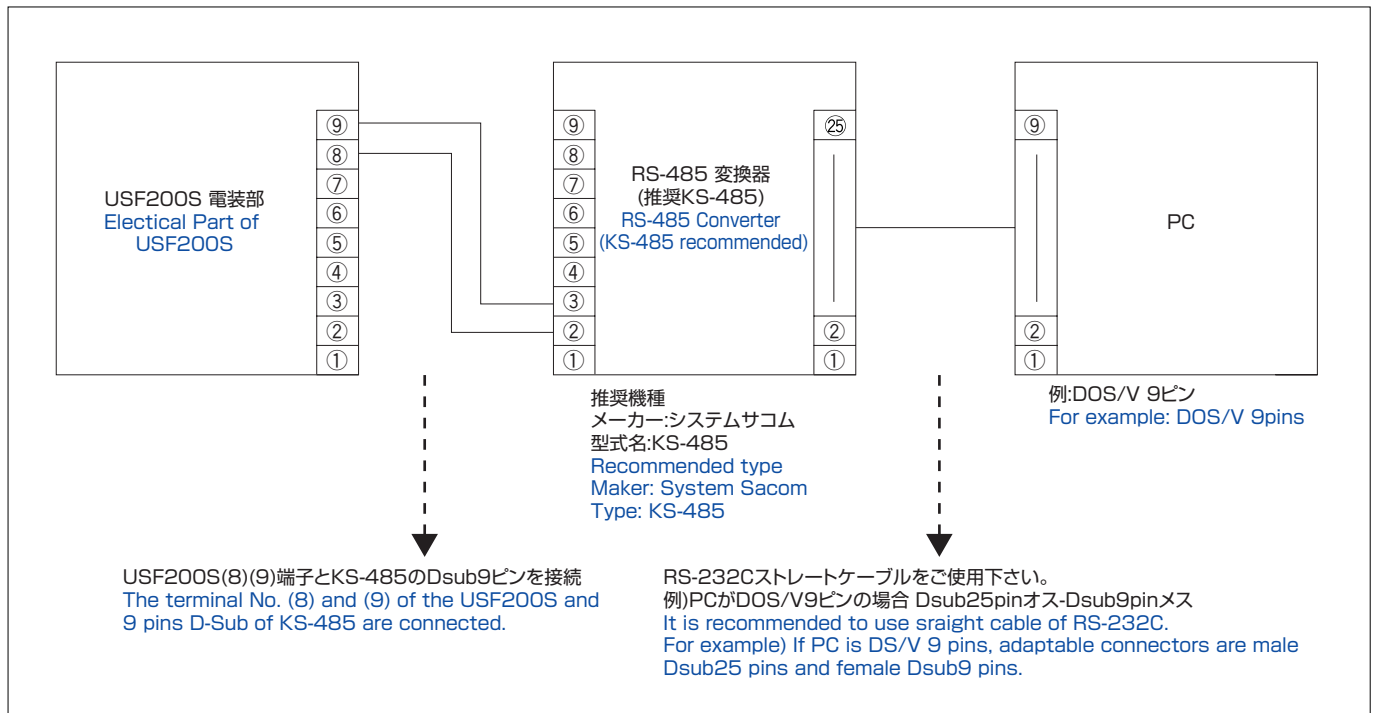 USF200S 電装部
Electical Part of
USF200S
⑨
⑧
⑦
⑥
⑤
④
③
②
①
⑨
⑧
⑦
⑥
⑤
④
③
②
①
RS-485 変換器
(推奨KS-485)
RS-485 Converter
(KS-485 recommended)
㉕
②
①
⑨
②
①
PC
推奨機種
メーカー:システムサコム
型式名:KS-485
Recommended type
Maker: System Sacom
Type: KS-485
例:DOS/V 9ピン
For example: DOS/V 9pins
USF200S(8)(9)端子とKS-485のDsub9ピンを接続
The terminal No. (8) and (9) of the USF200S and
9 pins D-Sub of KS-485 are connected.
RS-232Cストレートケーブルをご使用下さい。
例)PCがDOS/V9ピンの場合 Dsub25pinオス-Dsub9pinメス
It is recommended to use sraight cable of RS-232C.
For example) If PC is DS/V 9 pins, adaptable connectors are male
Dsub25 pins and female Dsub9 pins.